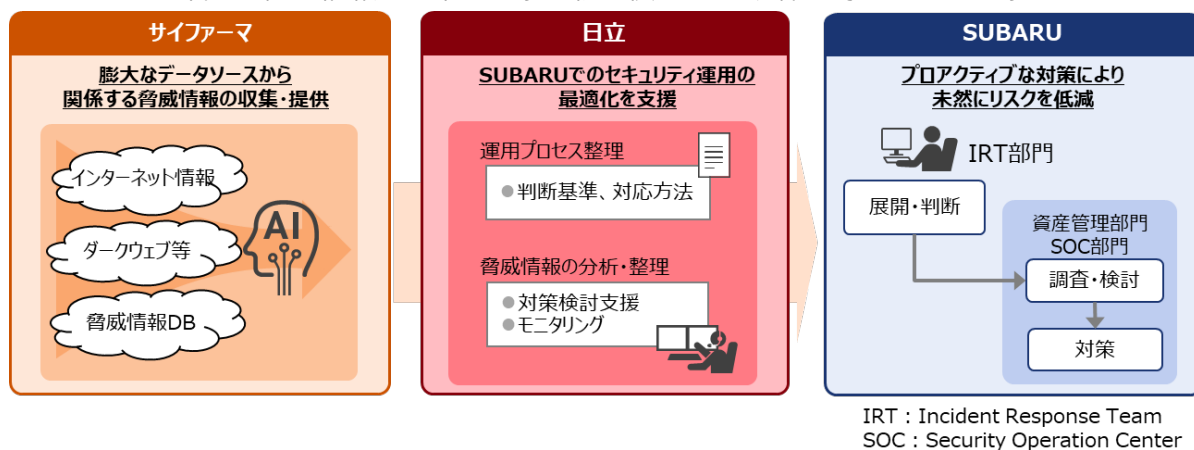 サイファーマ
膨大なデータソースから
関係する脅威情報の収集・提供
インターネット情報
ダークウェブ等
脅威情報DB
AI
日立
SUBARUでのセキュリティ運用の
最適化を支援
運用プロセス整理
●判断基準、対応方法
脅威情報の分析・整理
●対策検討支援
●モニタリング
SUBARU
プロアクティブな対策により
未然にリスクを低減
IRT部門
展開・判断
資産管理部門
SOC部門
調査・検討
対策
IRT：Incident Response Team
SOC：Security Operation Center